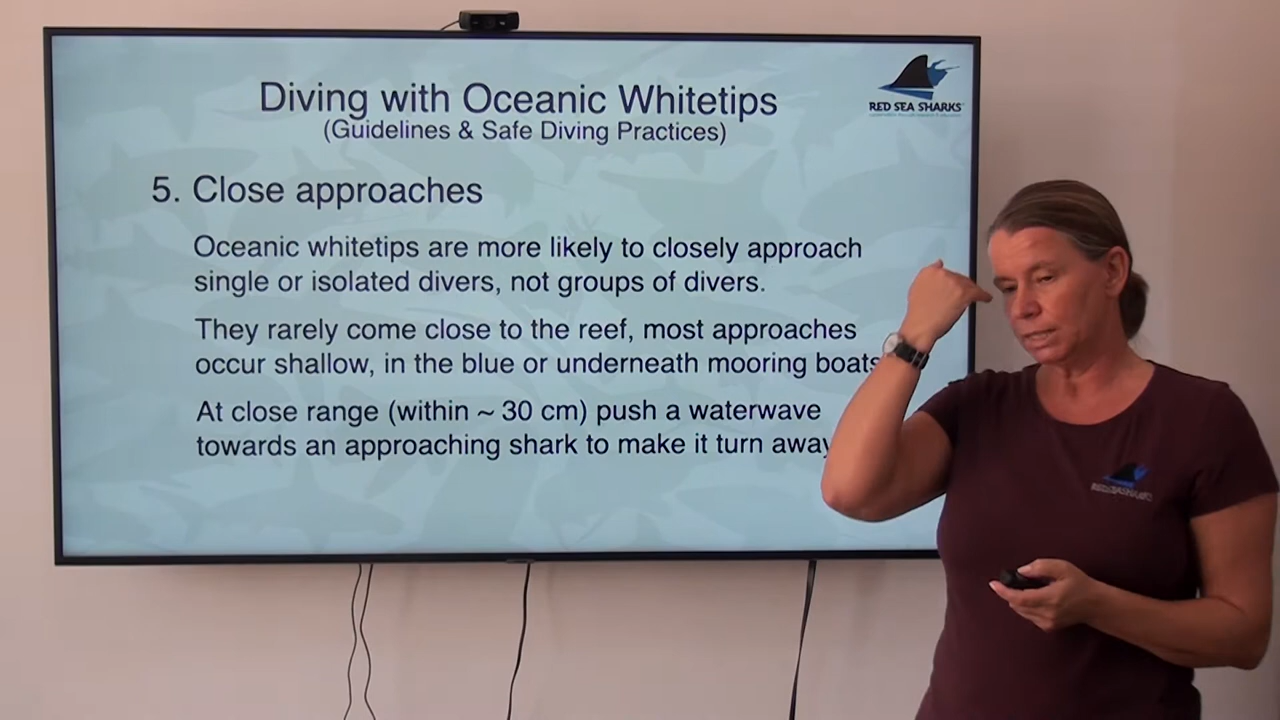 Diving with Oceanic Whitetips
(Guidelines & Safe Diving Practices)
RED SEA SHARKS
5. Close approaches
Oceanic whitetips are more likely to closely approach
single or isolated divers, not groups of divers.
They rarely come close to the reef, most approaches
occur shallow, in the blue or underneath mooring boats
At close range (within ~ 30 cm) push a waterwave
towards an approaching shark to make it turn away
RED SEA SHARKS